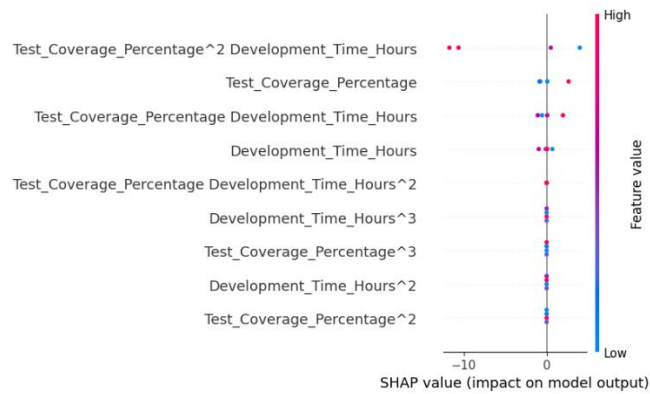 High
Test_Coverage_Percentage^2 Development_Time_Hours
Test_Coverage_Percentage
Test_Coverage_Percentage Development_Time_Hours
Development_Time_Hours
Test_Coverage_Percentage Development_Time_Hours^2
Development_Time_Hours^3
Test_Coverage_Percentage^3
Development_Time_Hours^2
Test_Coverage_Percentage^2
Feature value
Low
−10
0
SHAP value (impact on model output)